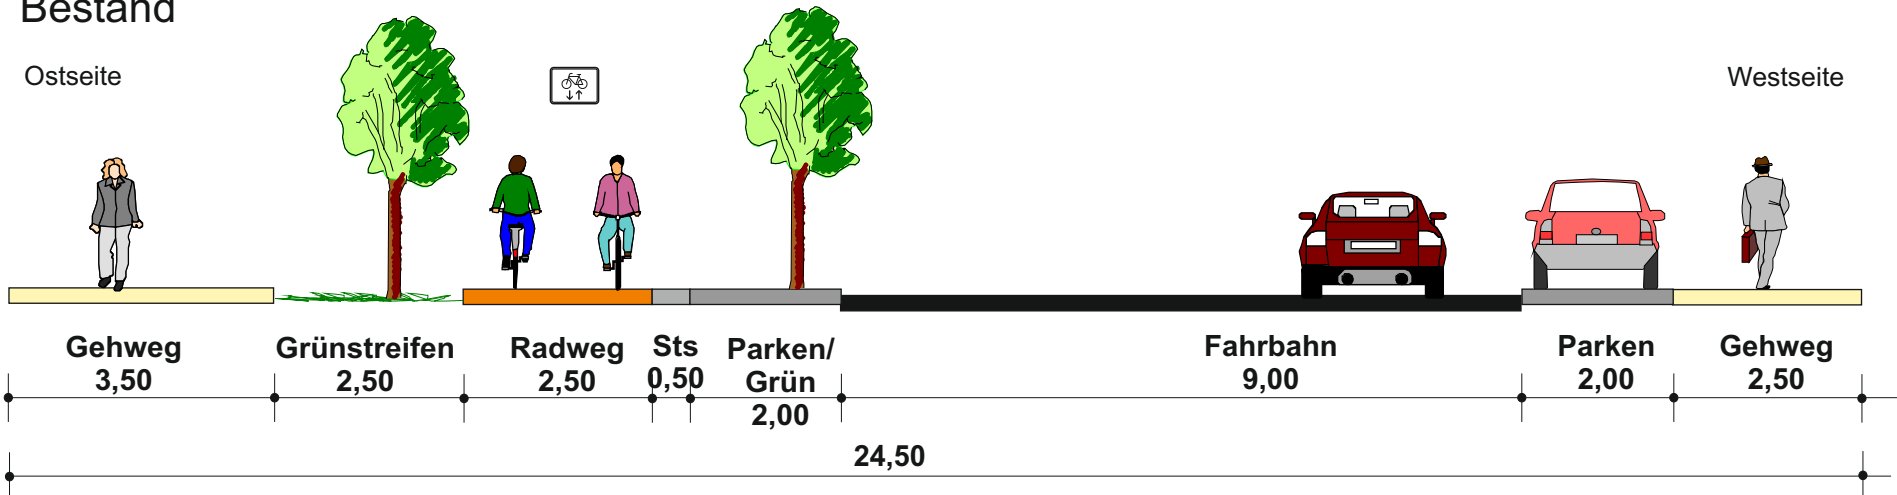 Bestand
Ostseite
Westseite
Gehweg
3,50
Grünstreifen
2,50
Radweg
2,50
Sts
0,50
Parken/
Grün
2,00
Fahrbahn
9,00
Parken
2,00
Gehweg
2,50
24,50